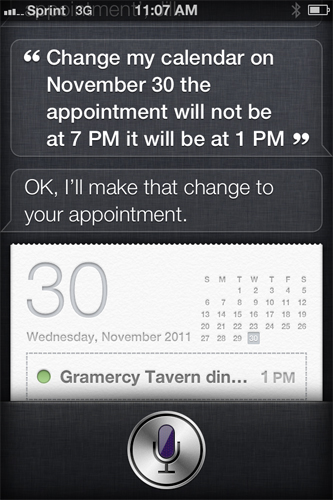 Sprint 3G 11:07 AM
“ Change my calendar on
November 30 the
appointment will not be
at 7 PM it will be at 1 PM ”
OK, I’ll make that change to
your appointment.
30
Wednesday, November 2011
S M T W T F S
1 2 3 4 5
6 7 8 9 10 11 12
13 14 15 16 17 18 19
20 21 22 23 24 25 26
27 28 29 30
Gramercy Tavern din... 1 PM